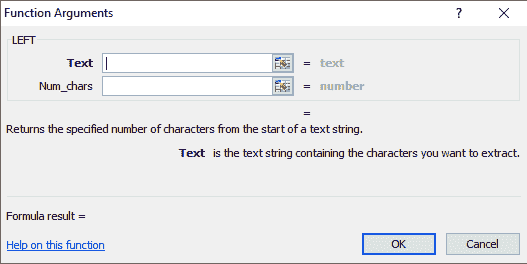 Function Arguments ?
LEFT
Text = text
Num_chars = number
=
Returns the specified number of characters from the start of a text string.
Text is the text string containing the characters you want to extract.
Formula result =
Help on this function OK Cancel